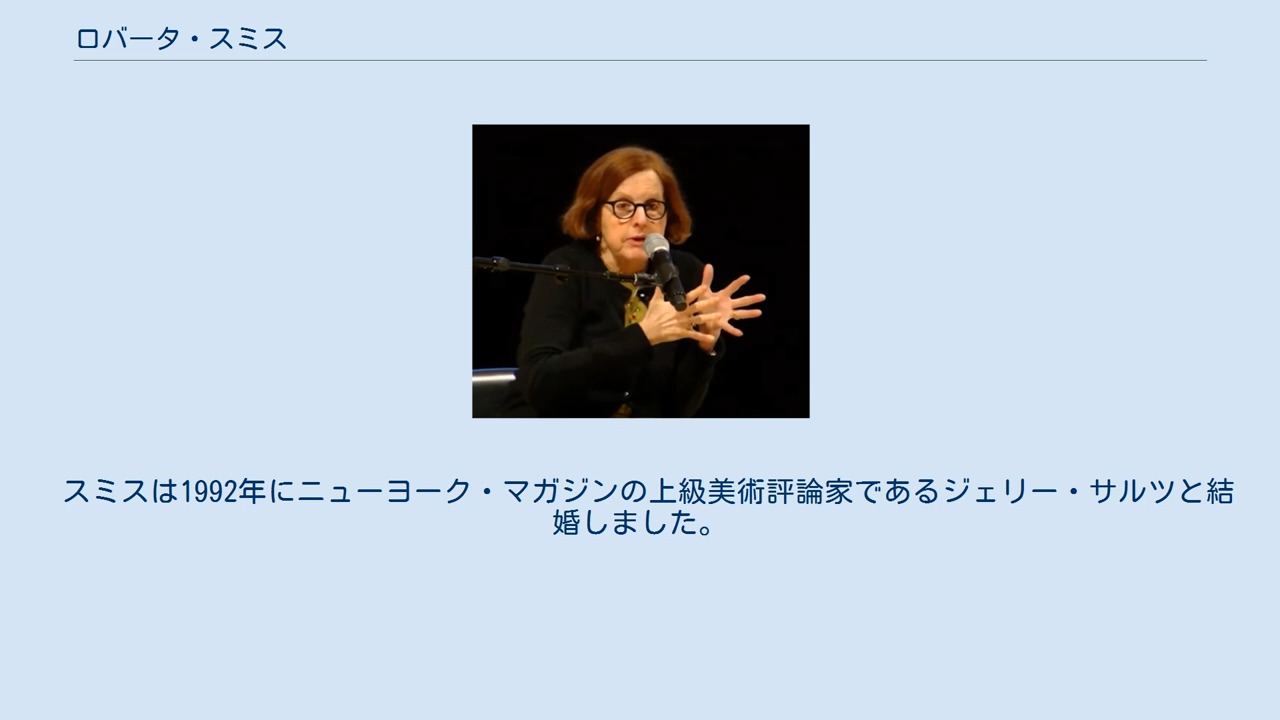 ロバータ・スミス
スミスは1992年にニューヨーク・マガジンの上級美術評論家であるジェリー・サルツと結
婚しました。